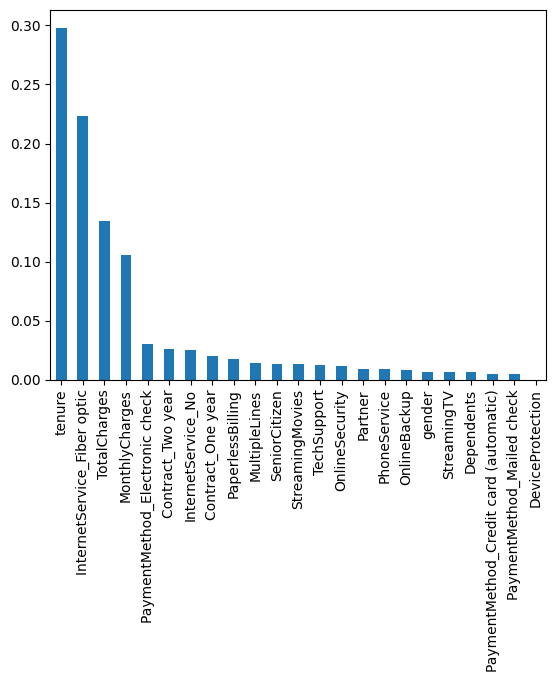 0.30
0.25
0.20
0.15
0.10
0.05
0.00
tenure
InternetService_Fiber optic
TotalCharges
MonthlyCharges
PaymentMethod_Electronic check
Contract_Two year
InternetService_No
Contract_One year
PaperlessBilling
MultipleLines
SeniorCitizen
StreamingMovies
TechSupport
OnlineSecurity
Partner
PhoneService
OnlineBackup
gender
StreamingTV
Dependents
PaymentMethod_Credit card (automatic)
PaymentMethod_Mailed check
DeviceProtection